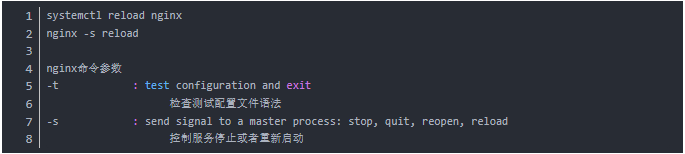 1 systemctl reload nginx
2 nginx -s reload
3
4 nginx命令参数
5 -t : test configuration and exit
6 检查测试配置文件语法
7 -s : send signal to a master process: stop, quit, reopen, reload
8 控制服务停止或者重新启动